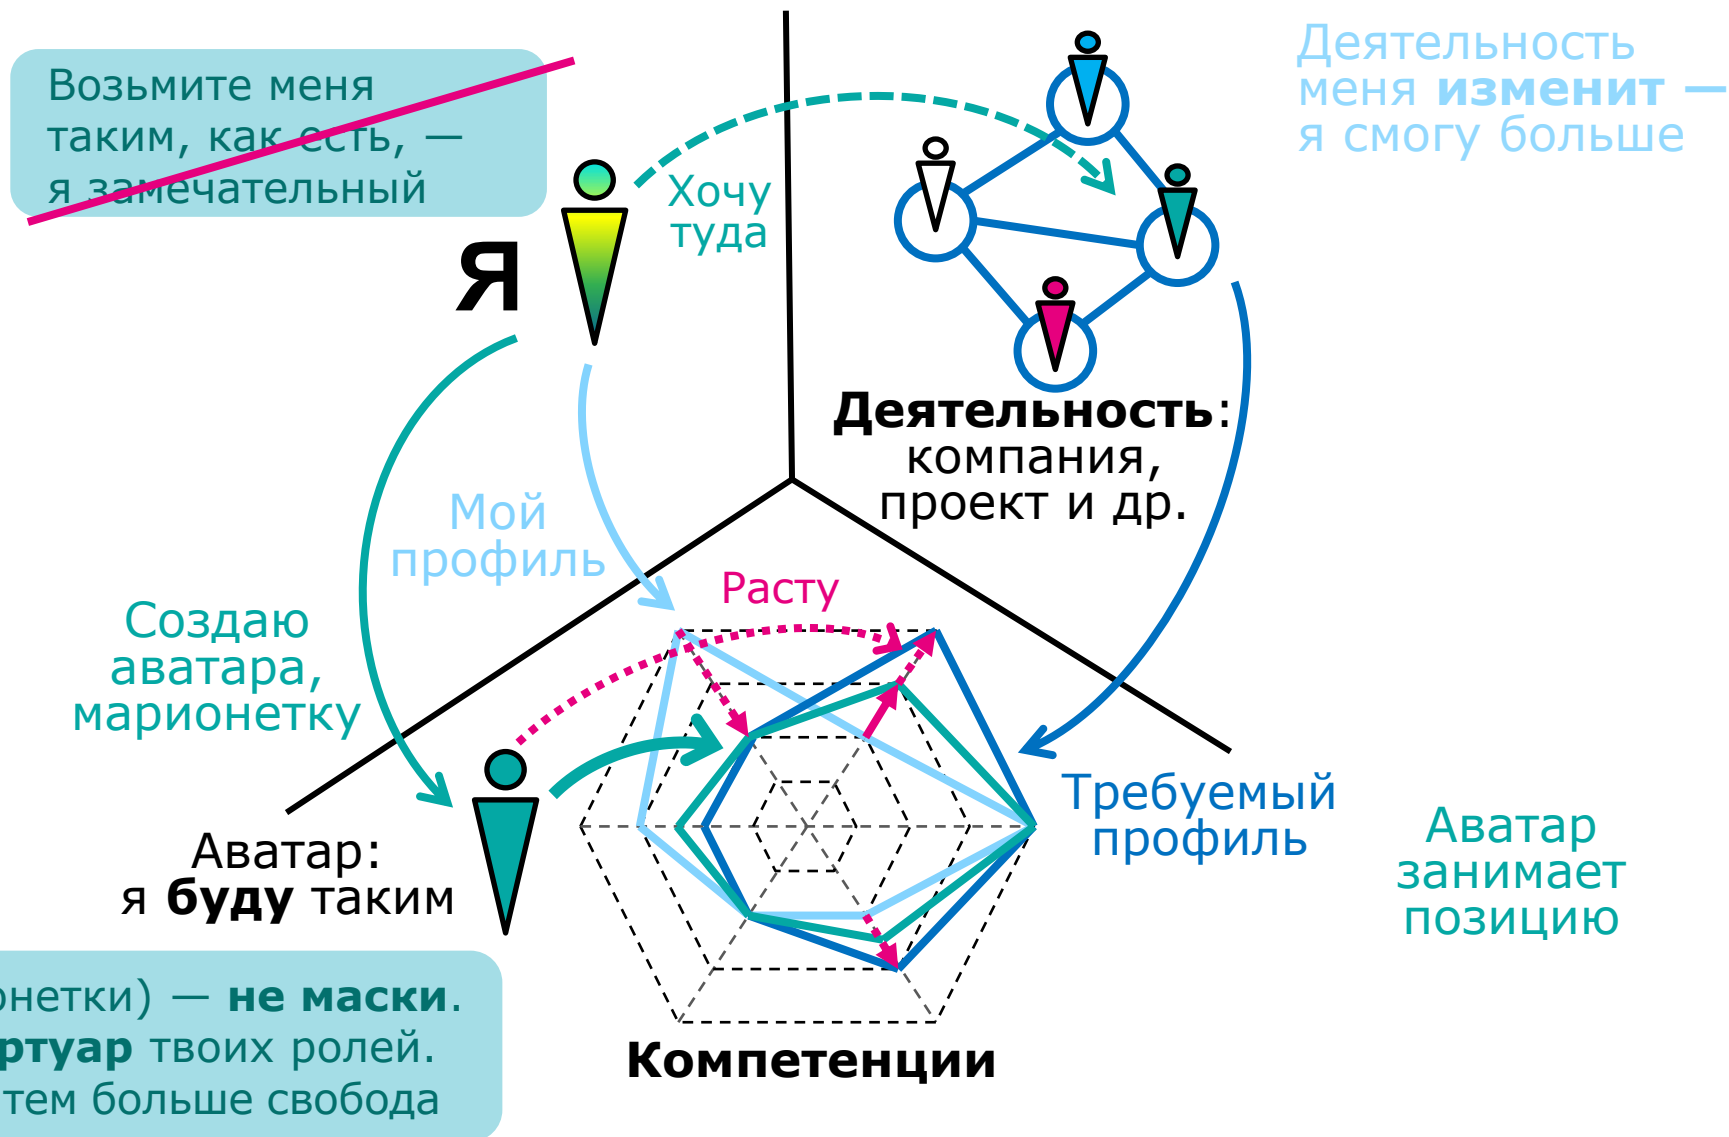 Возьмите меня
таким, как есть, —
я замечательный
Деятельность
меня изменит —
я смогу больше
Хочу
туда
Я
Деятельность:
компания,
проект и др.
Мой
профиль
Расту
Создаю
аватара,
марионетку
Требуемый
профиль
Аватар
занимает
позицию
Аватар:
я буду таким
— не маски.
твоих ролей.
тем больше свобода
Компетенции